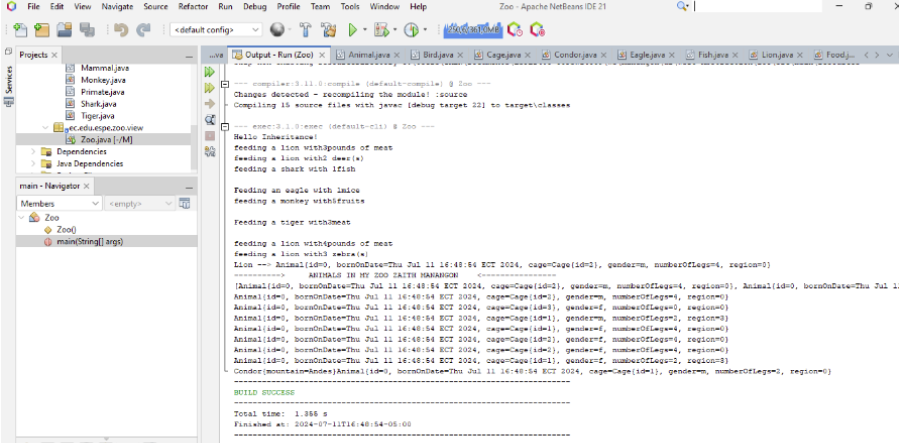 File Edit View Navigate Source Refactor Run Debug Profile Team Tools Window Help
Zoo - Apache NetBeans IDE 21
<default config>
Projects
...va
Output - Run (Zoo)
Animal.java
Bird.java
Cage.java
Condor.java
Eagle.java
Fish.java
Lion.java
Food.j...
Services
Mammal.java
Monkey.java
Primate.java
Shark.java
Tiger.java
ec.edu.espe.zoo.view
Zoo.java [-/M]
Dependencies
Java Dependencies
main - Navigator
Members
<empty>
Zoo
Zoo()
main(String[] args)
--- compiler:3.11.0:compile (default-compile) @ Zoo ---
Changes detected - recompiling the module! :source
Compiling 15 source files with javac [debug target 22] to target\classes
--- exec:3.1.0:exec (default-cli) @ Zoo ---
Hello Inheritance!
feeding a lion with3pounds of meat
feeding a lion with2 deer(s)
feeding a shark with 1fish
Feeding an eagle with 1mice
feeding a monkey with5fruits
Feeding a tiger with3meat
feeding a lion with4pounds of meat
feeding a lion with3 zebra(s)
Lion --> Animal{id=0, bornOnDate=Thu Jul 11 16:48:54 ECT 2024, cage=Cage{id=2}, gender=m, numberOfLegs=4, region=0}
----------> ANIMALS IN MY ZOO ZAITH MANANGON <---------------
[Animal{id=0, bornOnDate=Thu Jul 11 16:48:54 ECT 2024, cage=Cage{id=2}, gender=m, numberOfLegs=4, region=0}, Animal{id=0, bornOnDate=Thu Jul 11
Animal{id=0, bornOnDate=Thu Jul 11 16:48:54 ECT 2024, cage=Cage{id=2}, gender=m, numberOfLegs=4, region=0}
Animal{id=0, bornOnDate=Thu Jul 11 16:48:54 ECT 2024, cage=Cage{id=3}, gender=f, numberOfLegs=0, region=0}
Animal{id=0, bornOnDate=Thu Jul 11 16:48:54 ECT 2024, cage=Cage{id=1}, gender=m, numberOfLegs=2, region=3}
Animal{id=0, bornOnDate=Thu Jul 11 16:48:54 ECT 2024, cage=Cage{id=1}, gender=f, numberOfLegs=4, region=0}
Animal{id=0, bornOnDate=Thu Jul 11 16:48:54 ECT 2024, cage=Cage{id=2}, gender=f, numberOfLegs=4, region=0}
Animal{id=0, bornOnDate=Thu Jul 11 16:48:54 ECT 2024, cage=Cage{id=2}, gender=f, numberOfLegs=4, region=0}
Animal{id=0, bornOnDate=Thu Jul 11 16:48:54 ECT 2024, cage=Cage{id=1}, gender=f, numberOfLegs=2, region=3}
Condor{mountain=Andes}Animal{id=0, bornOnDate=Thu Jul 11 16:48:54 ECT 2024, cage=Cage{id=1}, gender=m, numberOfLegs=2, region=0}
BUILD SUCCESS
Total time: 1.355 s
Finished at: 2024-07-11T16:48:54-05:00